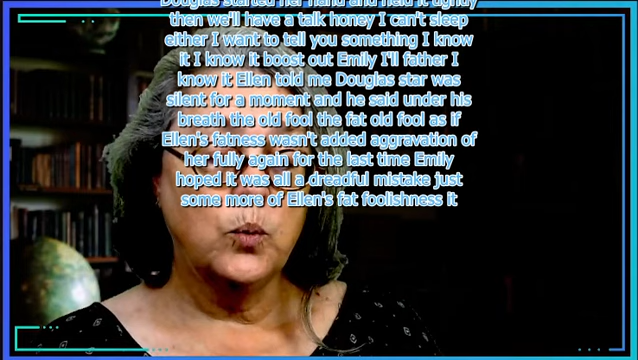 Douglas started her hand and held it tightly
then we'll have a talk honey I can't sleep
either I want to tell you something I know
it I know it boost out Emily I'll father I
know it Ellen told me Douglas star was
silent for a moment and he said under his
breath the old fool the fat old fool as if
Ellen's fatness wasn't added aggravation of
her fully again for the last time Emily
hoped it was all a dreadful mistake just
some more of Ellen's fat foolishness it